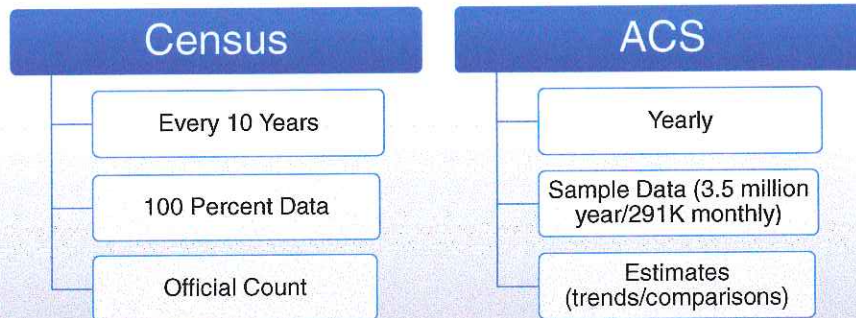 Census
Every 10 Years
100 Percent Data
Official Count
ACS
Yearly
Sample Data (3.5 million
year/291K monthly)
Estimates
(trends/comparisons)